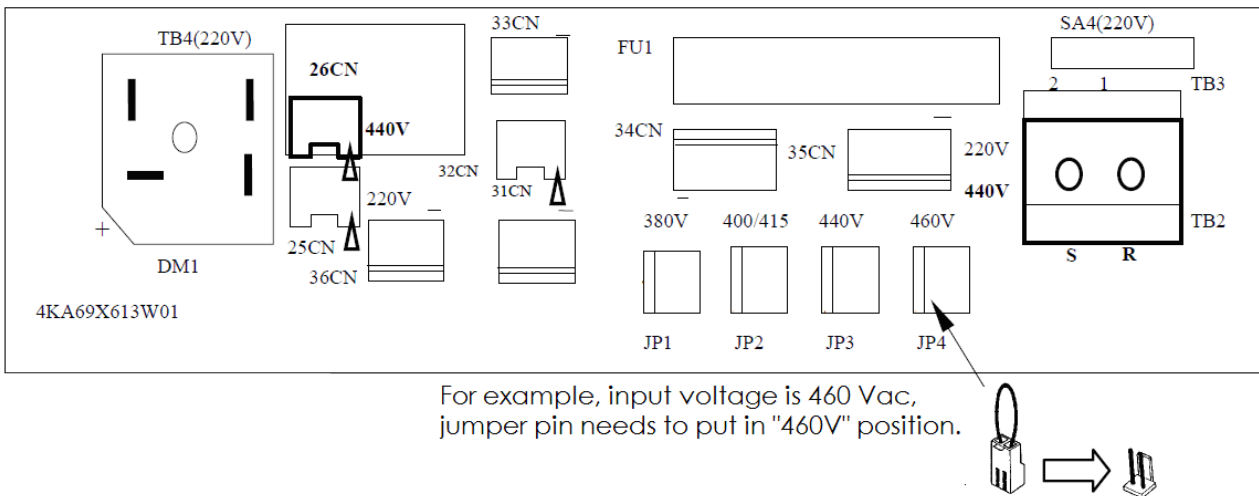 33CN
SA4(220V)
TB4(220V)
FU1
26CN
2 1
TB3
440V
34CN
35CN
220V
32CN
31CN
440V
220V
380V
400/415
440V
460V
TB2
+
25CN
S R
DM1
36CN
4KA69X613W01
JP1
JP2
JP3
JP4
For example, input voltage is 460 Vac,
jumper pin needs to put in "460V" position.